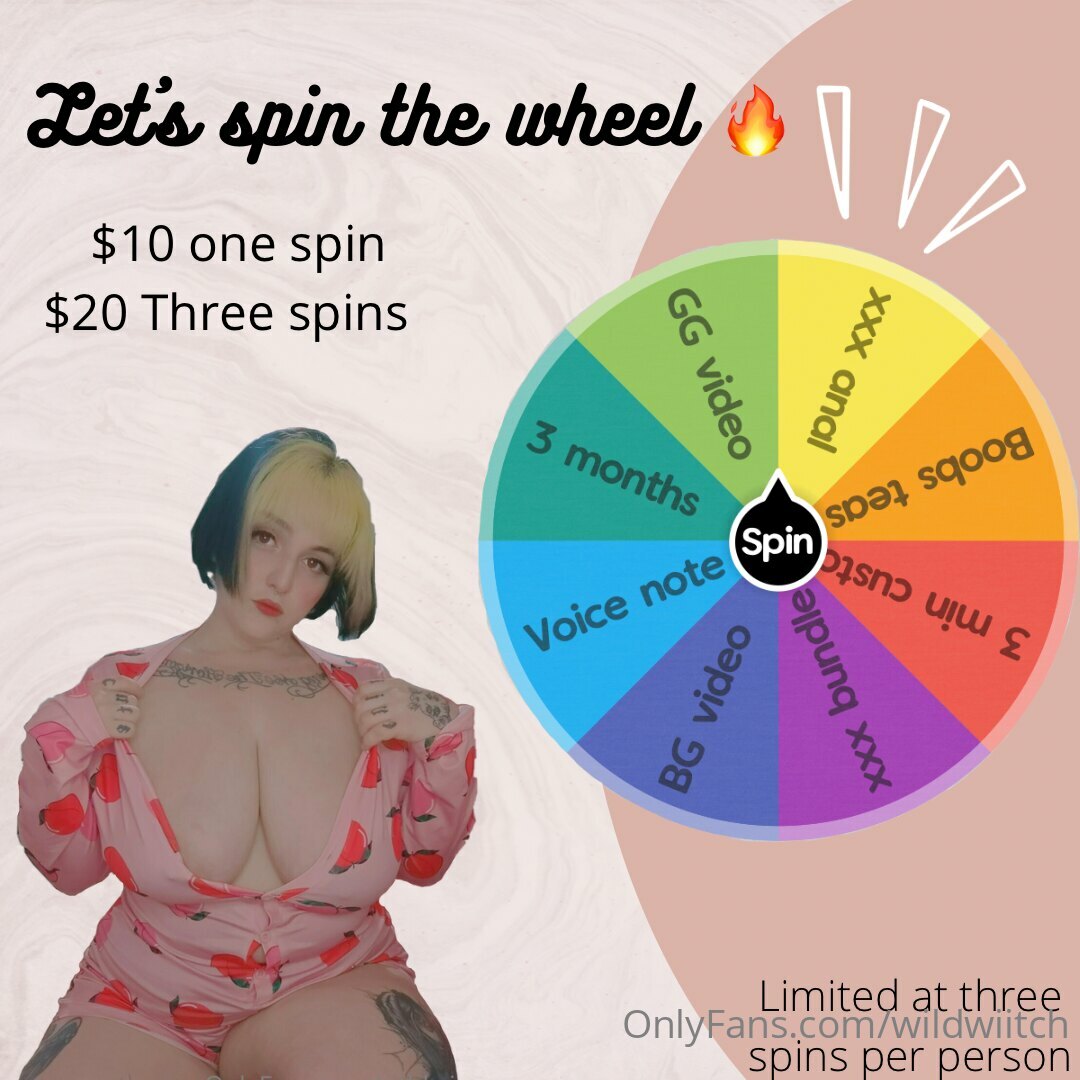 Let's spin the wheel 🔥
$10 one spin
$20 Three spins
GG video
xxx anal
3 months
Boobs teas
Spin
Voice note
3 min custo
BG video
xxx bundle
Limited at three
OnlyFans.com/wildwiitch
spins per person